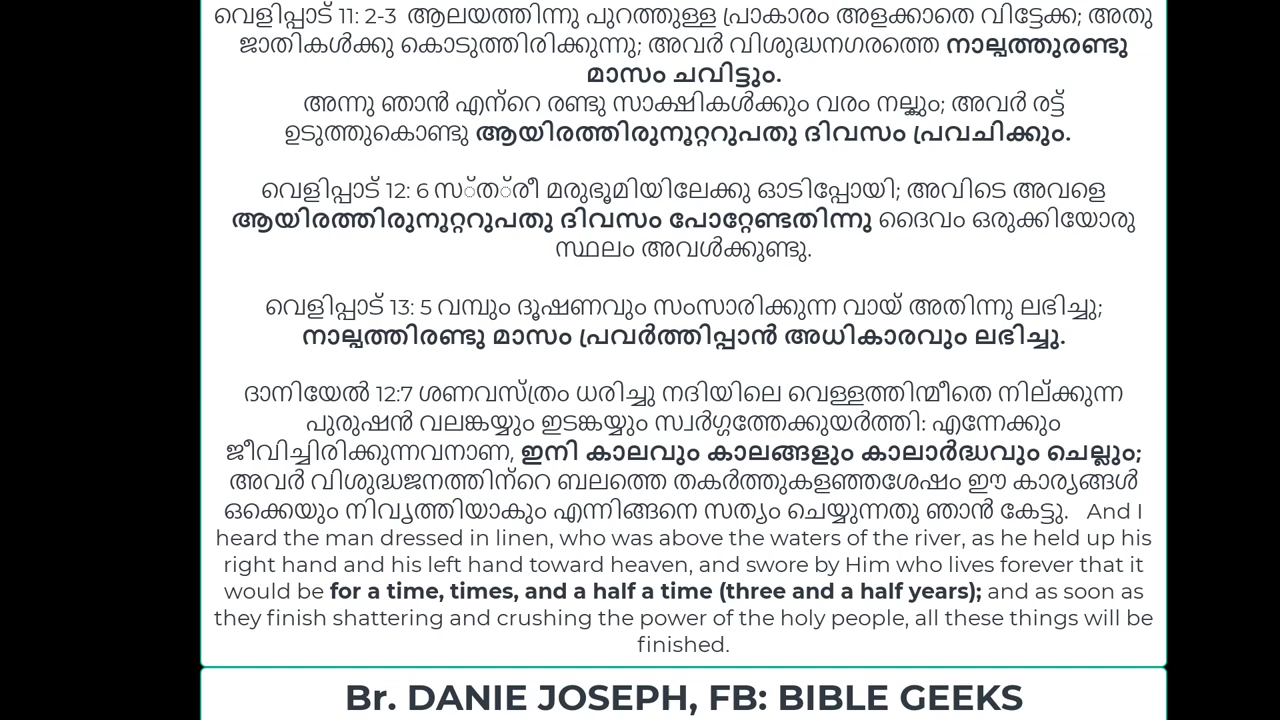 വെളിപ്പാട് 11: 2-3 ആലയത്തിന്നു പുറത്തുള്ള പ്രാകാരം അളക്കാതെ വിട്ടേക്ക; അതു
ജാതികൾക്കു കൊടുത്തിരിക്കുന്നു; അവർ വിശുദ്ധനഗരത്തെ നാല്പത്തുരണ്ടു
മാസം ചവിട്ടും.
അന്നു ഞാൻ എന്റെ രണ്ടു സാക്ഷികൾക്കും വരം നല്കും; അവർ രട്ട്
ഉടുത്തുകൊണ്ടു ആയിരത്തിരുനൂറ്ററുപതു ദിവസം പ്രവചിക്കും.
വെളിപ്പാട് 12: 6 സ്ത്രീ മരുഭൂമിയിലേക്കു ഓടിപ്പോയി; അവിടെ അവളെ
ആയിരത്തിരുനൂറ്ററുപതു ദിവസം പോറ്റേണ്ടതിന്നു ദൈവം ഒരുക്കിയോരു
സ്ഥലം അവൾക്കുണ്ടു.
വെളിപ്പാട് 13: 5 വമ്പും ദൂഷണവും സംസാരിക്കുന്ന വായ് അതിന്നു ലഭിച്ചു;
നാല്പത്തിരണ്ടു മാസം പ്രവർത്തിപ്പാൻ അധികാരവും ലഭിച്ചു.
ദാനിയേൽ 12:7 ശണവസ്ത്രം ധരിച്ചു നദിയിലെ വെള്ളത്തിന്മീതെ നില്ക്കുന്ന
പുരുഷൻ വലങ്കയ്യും ഇടങ്കയ്യും സ്വർഗ്ഗത്തേക്കുയർത്തി: എന്നേക്കും
ജീവിച്ചിരിക്കുന്നവനാണ, ഇനി കാലവും കാലങ്ങളും കാലാർദ്ധവും ചെല്ലും;
അവർ വിശുദ്ധജനത്തിന്റെ ബലത്തെ തകർത്തുകളഞ്ഞശേഷം ഈ കാര്യങ്ങൾ
ഒക്കെയും നിവൃത്തിയാകും എന്നിങ്ങനെ സത്യം ചെയ്യുന്നതു ഞാൻ കേട്ടു. And I
heard the man dressed in linen, who was above the waters of the river, as he held up his
right hand and his left hand toward heaven, and swore by Him who lives forever that it
would be for a time, times, and a half a time (three and a half years); and as soon as
they finish shattering and crushing the power of the holy people, all these things will be
finished.
Br. DANIE JOSEPH, FB: BIBLE GEEKS